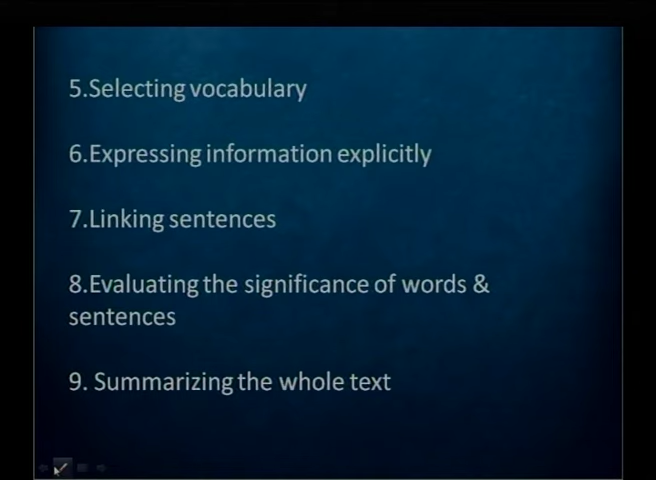 5.Selecting vocabulary
6.Expressing information explicitly
7.Linking sentences
8.Evaluating the significance of words &
sentences
9. Summarizing the whole text